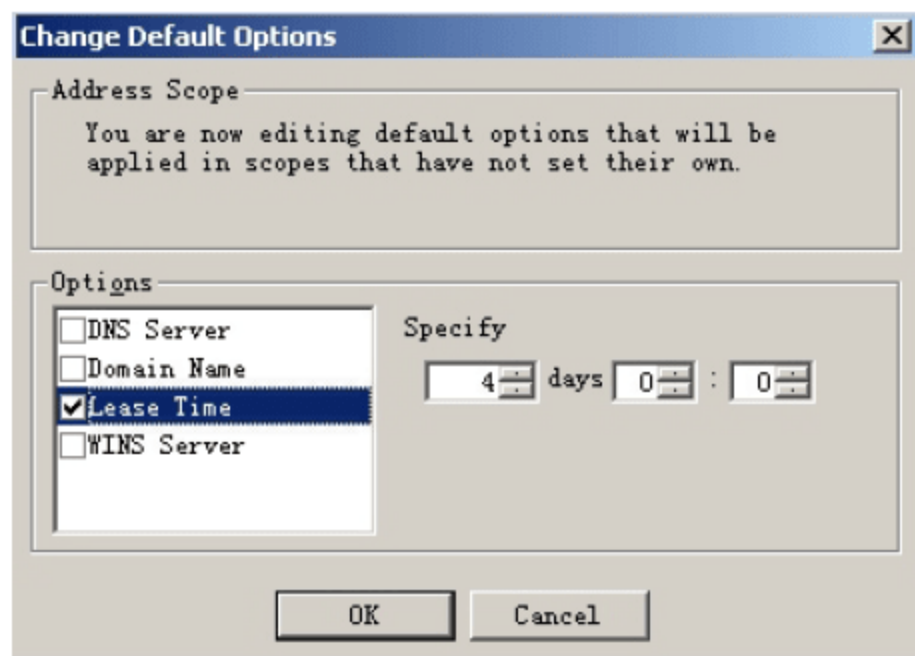 Change Default Options
Address Scope
You are now editing default options that will be
applied in scopes that have not set their own.
Options
DNS Server
Domain Name
Lease Time
WINS Server
Specify
4 days 0 : 0
OK
Cancel